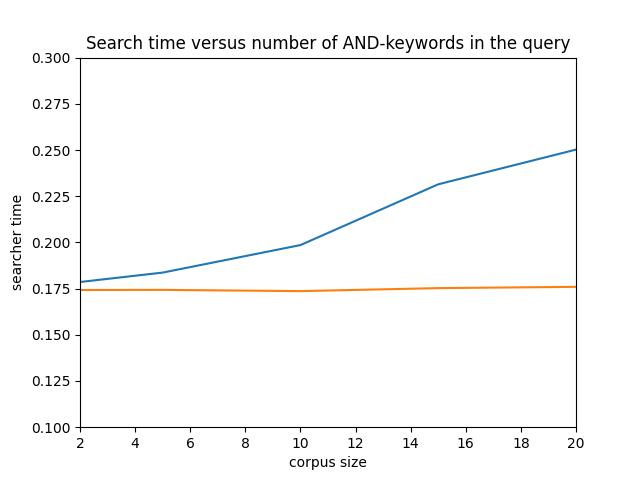 Search time versus number of AND-keywords in the query
0.300
0.275
0.250
0.225
0.200
0.175
0.150
0.125
0.100
searcher time
2 4 6 8 10 12 14 16 18 20
corpus size